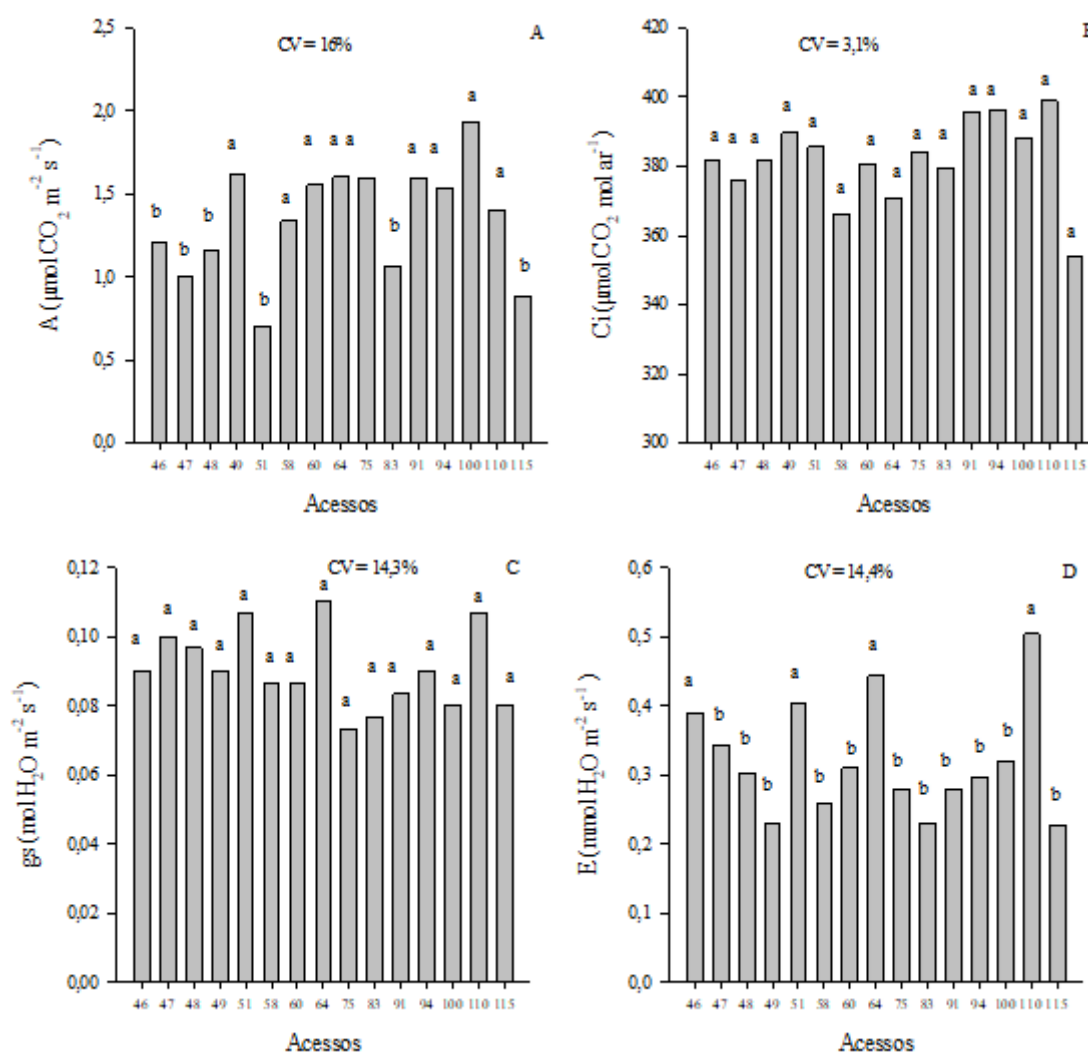 CV = 16% A
2,5
2,0
1,5
1,0
0,5
0,0
A (µmol CO2 m-2 s-1)
b b b a b a a a a b a a a a b
46 47 48 49 51 58 60 64 75 83 91 94 100 110 115
Acessos
CV = 3,1%
420
400
380
360
340
320
300
Ci (µmol CO2 mol ar-1)
a a a a a a a a a a a a a a a
46 47 48 49 51 58 60 64 75 83 91 94 100 110 115
Acessos
CV = 14,3% C
0,12
0,10
0,08
0,06
0,04
0,02
0,00
gs (mol H2O m-2 s-1)
a a a a a a a a a a a a a a a
46 47 48 49 51 58 60 64 75 83 91 94 100 110 115
Acessos
CV = 14,4% D
0,6
0,5
0,4
0,3
0,2
0,1
0,0
E (mmol H2O m-2 s-1)
a b b b a b b a b b b b b a b
46 47 48 49 51 58 60 64 75 83 91 94 100 110 115
Acessos